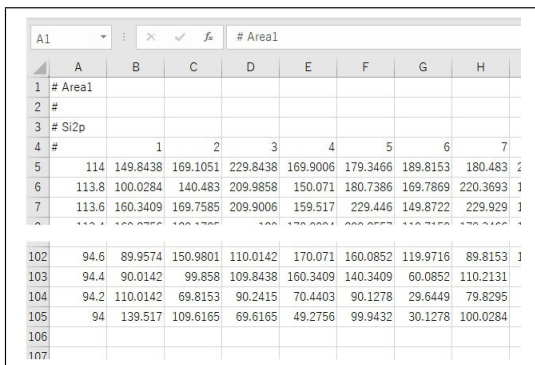 A1 fx # Area1
A B C D E F G H
1 # Area1
2 #
3 # Si2p
4 # 1 2 3 4 5 6 7
5 114 149.8438 169.1051 229.8438 169.9006 179.3466 189.8153 180.483 2
6 113.8 100.0284 140.483 209.9858 150.071 180.7386 169.7869 220.3693 1
7 113.6 160.3409 169.7585 209.9006 159.517 229.446 149.8722 229.929 1
102 94.6 89.9574 150.9801 110.0142 170.071 160.0852 119.9716 89.8153 1
103 94.4 90.0142 99.858 109.8438 160.3409 140.3409 60.0852 110.2131
104 94.2 110.0142 69.8153 90.2415 70.4403 90.1278 29.6449 79.8295
105 94 139.517 109.6165 69.6165 49.2756 99.9432 30.1278 100.0284
106
107